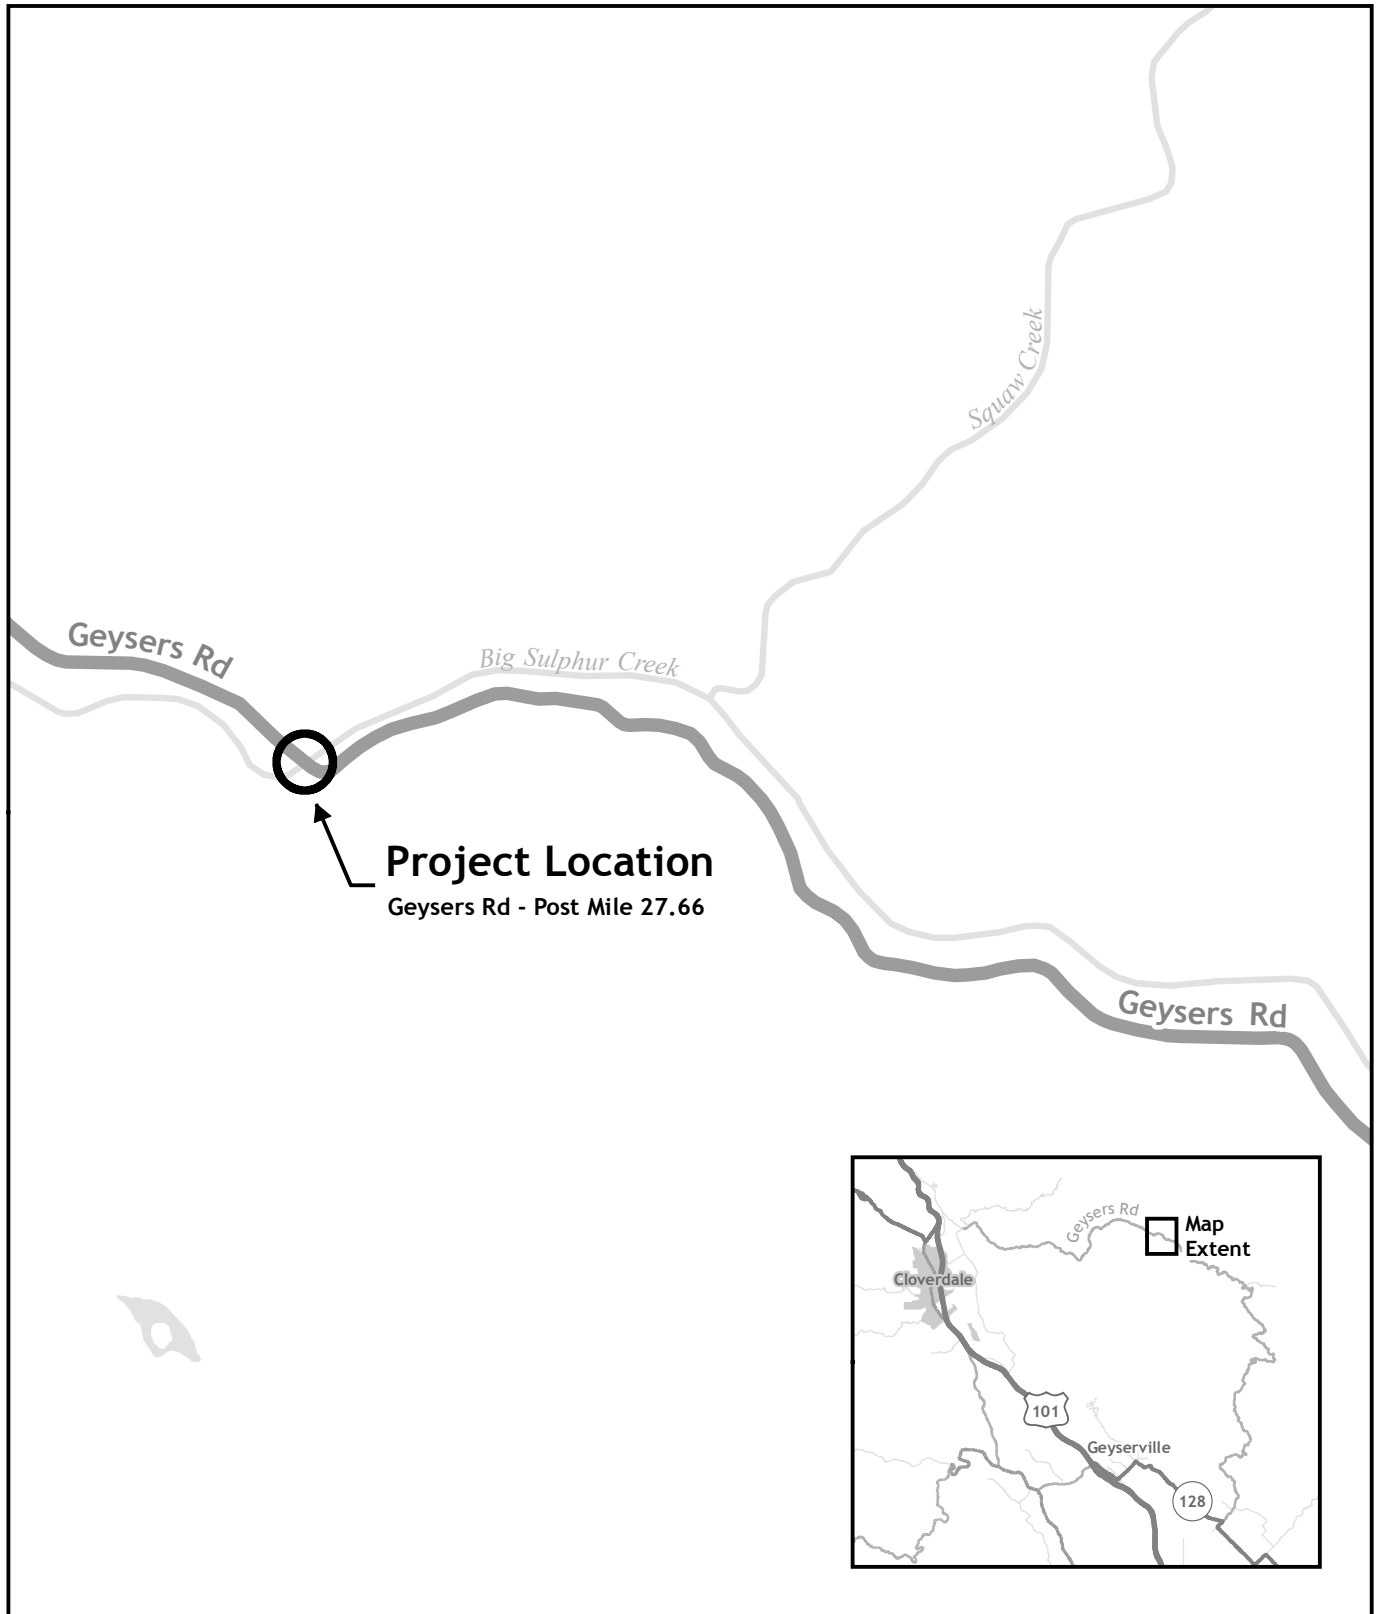 Squaw Creek
Geysers Rd
Big Sulphur Creek
Project Location
Geysers Rd - Post Mile 27.66
Geysers Rd
Geysers Rd
Map
Extent
Cloverdale
101
Geyserville
128